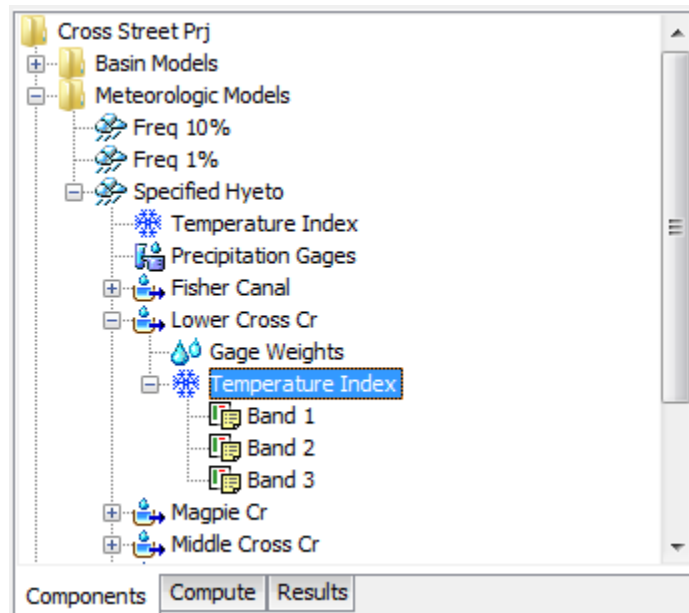 Cross Street Prj
Basin Models
Meteorologic Models
Freq 10%
Freq 1%
Specified Hyeto
Temperature Index
Precipitation Gages
Fisher Canal
Lower Cross Cr
Gage Weights
Temperature Index
Band 1
Band 2
Band 3
Magpie Cr
Middle Cross Cr
Components Compute Results